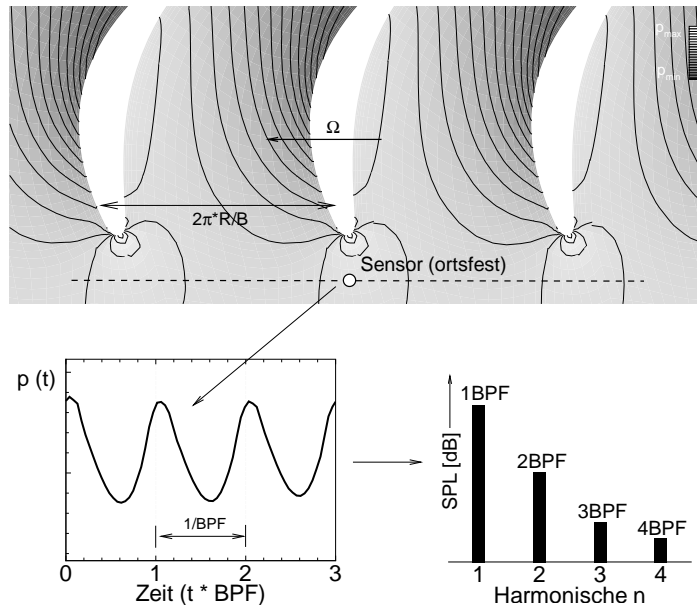 p_max
p_min
Ω
2π*R/B
Sensor (ortsfest)
p (t)
1/BPF
0 1 2 3
Zeit (t * BPF)
SPL [dB]
1BPF
2BPF
3BPF
4BPF
1 2 3 4
Harmonische n